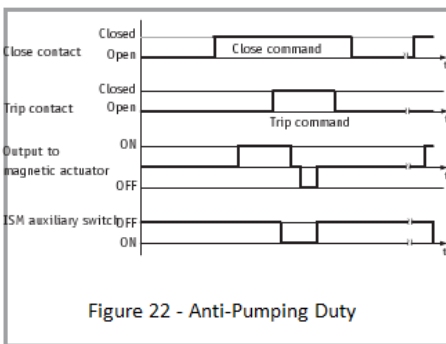 Closed
Close contact
Open
Close command
t
Closed
Trip contact
Open
Trip command
t
ON
Output to
magnetic actuator
OFF
t
ISM auxiliary switch
OFF
ON
t
Figure 22 - Anti-Pumping Duty